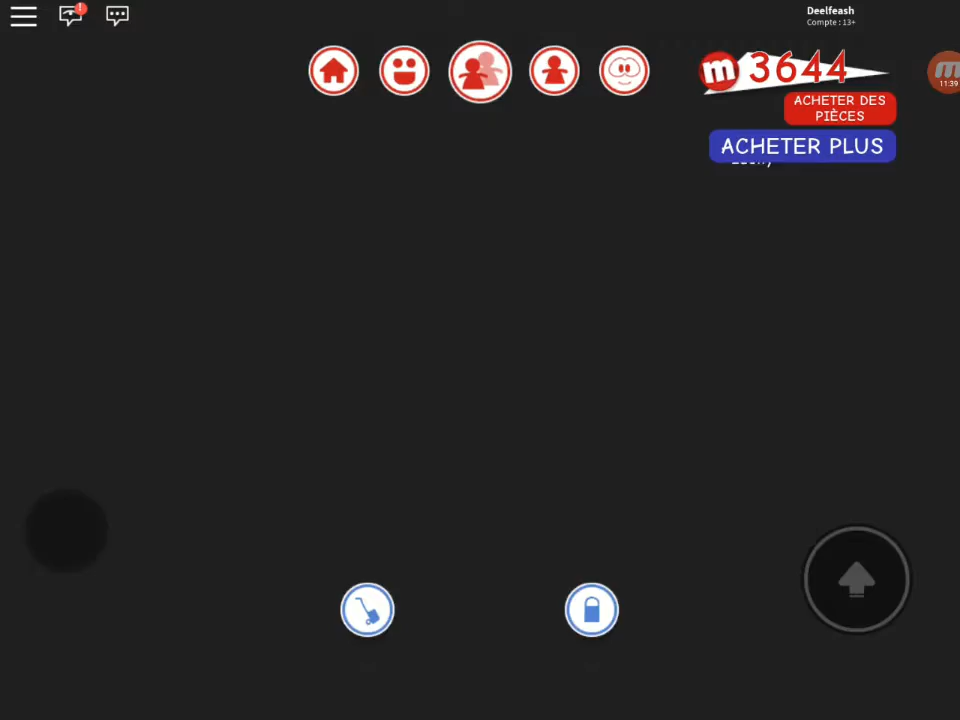 Deelfeash
Compte : 13+
m 3644
11:39
ACHETER DES
PIÈCES
ACHETER PLUS